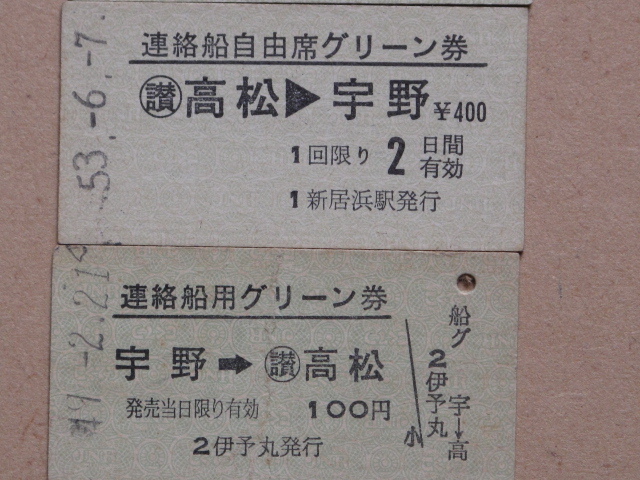 53.-6.-7.
連絡船自由席グリーン券
讃高松▶宇野 ¥400
1回限り 2日間有効
1 新居浜駅発行
-2.21
連絡船用グリーン券
宇野➡讃高松
発売当日限り有効 100円
2伊予丸発行
小
船グ
2伊予丸
宇→高